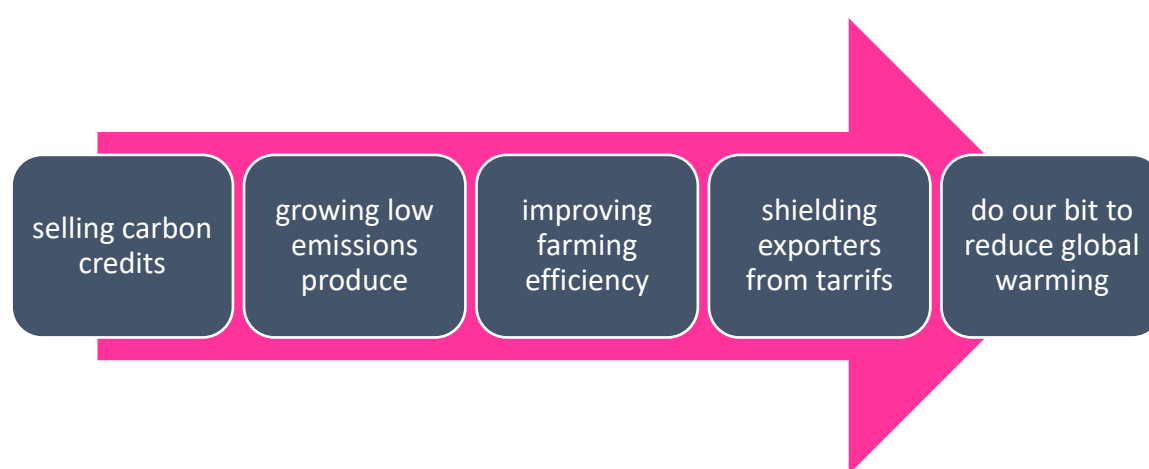 selling carbon
credits
growing low
emissions
produce
improving
farming
efficiency
shielding
exporters
from tarrifs
do our bit to
reduce global
warming